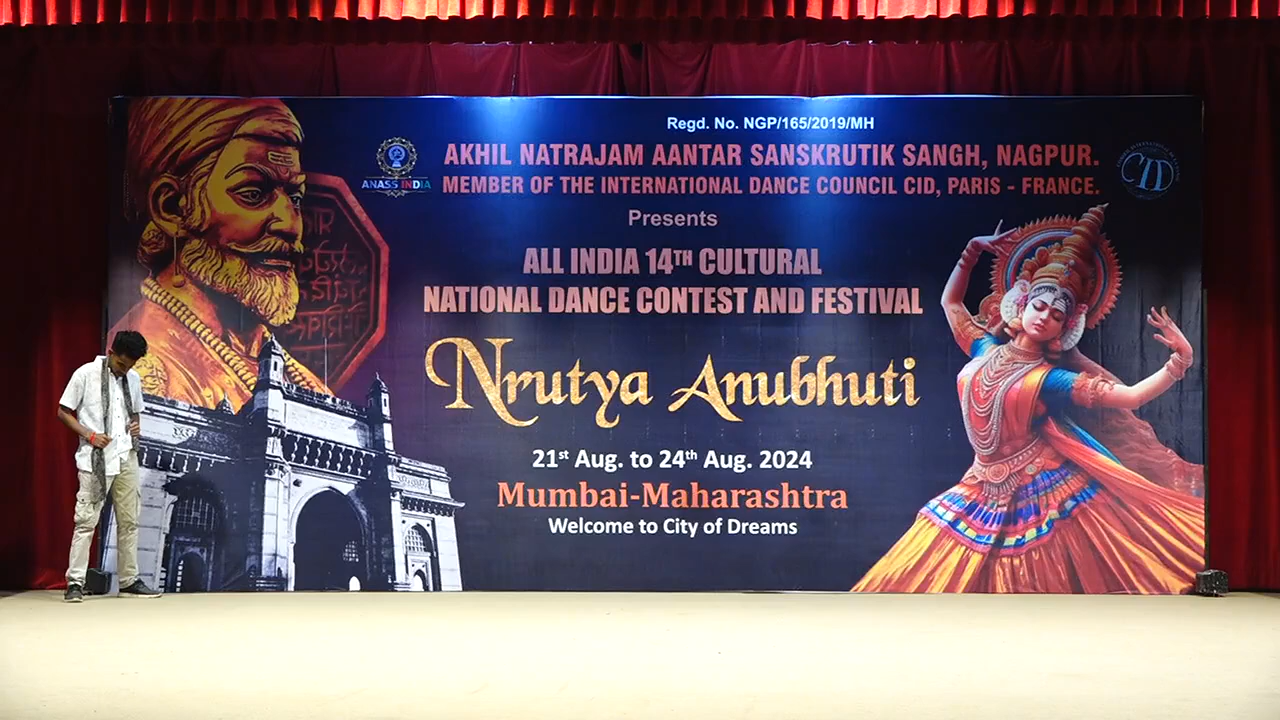 Regd. No. NGP/165/2019/MH
AKHIL NATRAJAM AANTAR SANSKRUTIK SANGH, NAGPUR.
MEMBER OF THE INTERNATIONAL DANCE COUNCIL CID, PARIS - FRANCE.
ANASS INDIA
CID
Presents
ALL INDIA 14TH CULTURAL
NATIONAL DANCE CONTEST AND FESTIVAL
Nrutya Anubhuti
21st Aug. to 24th Aug. 2024
Mumbai-Maharashtra
Welcome to City of Dreams